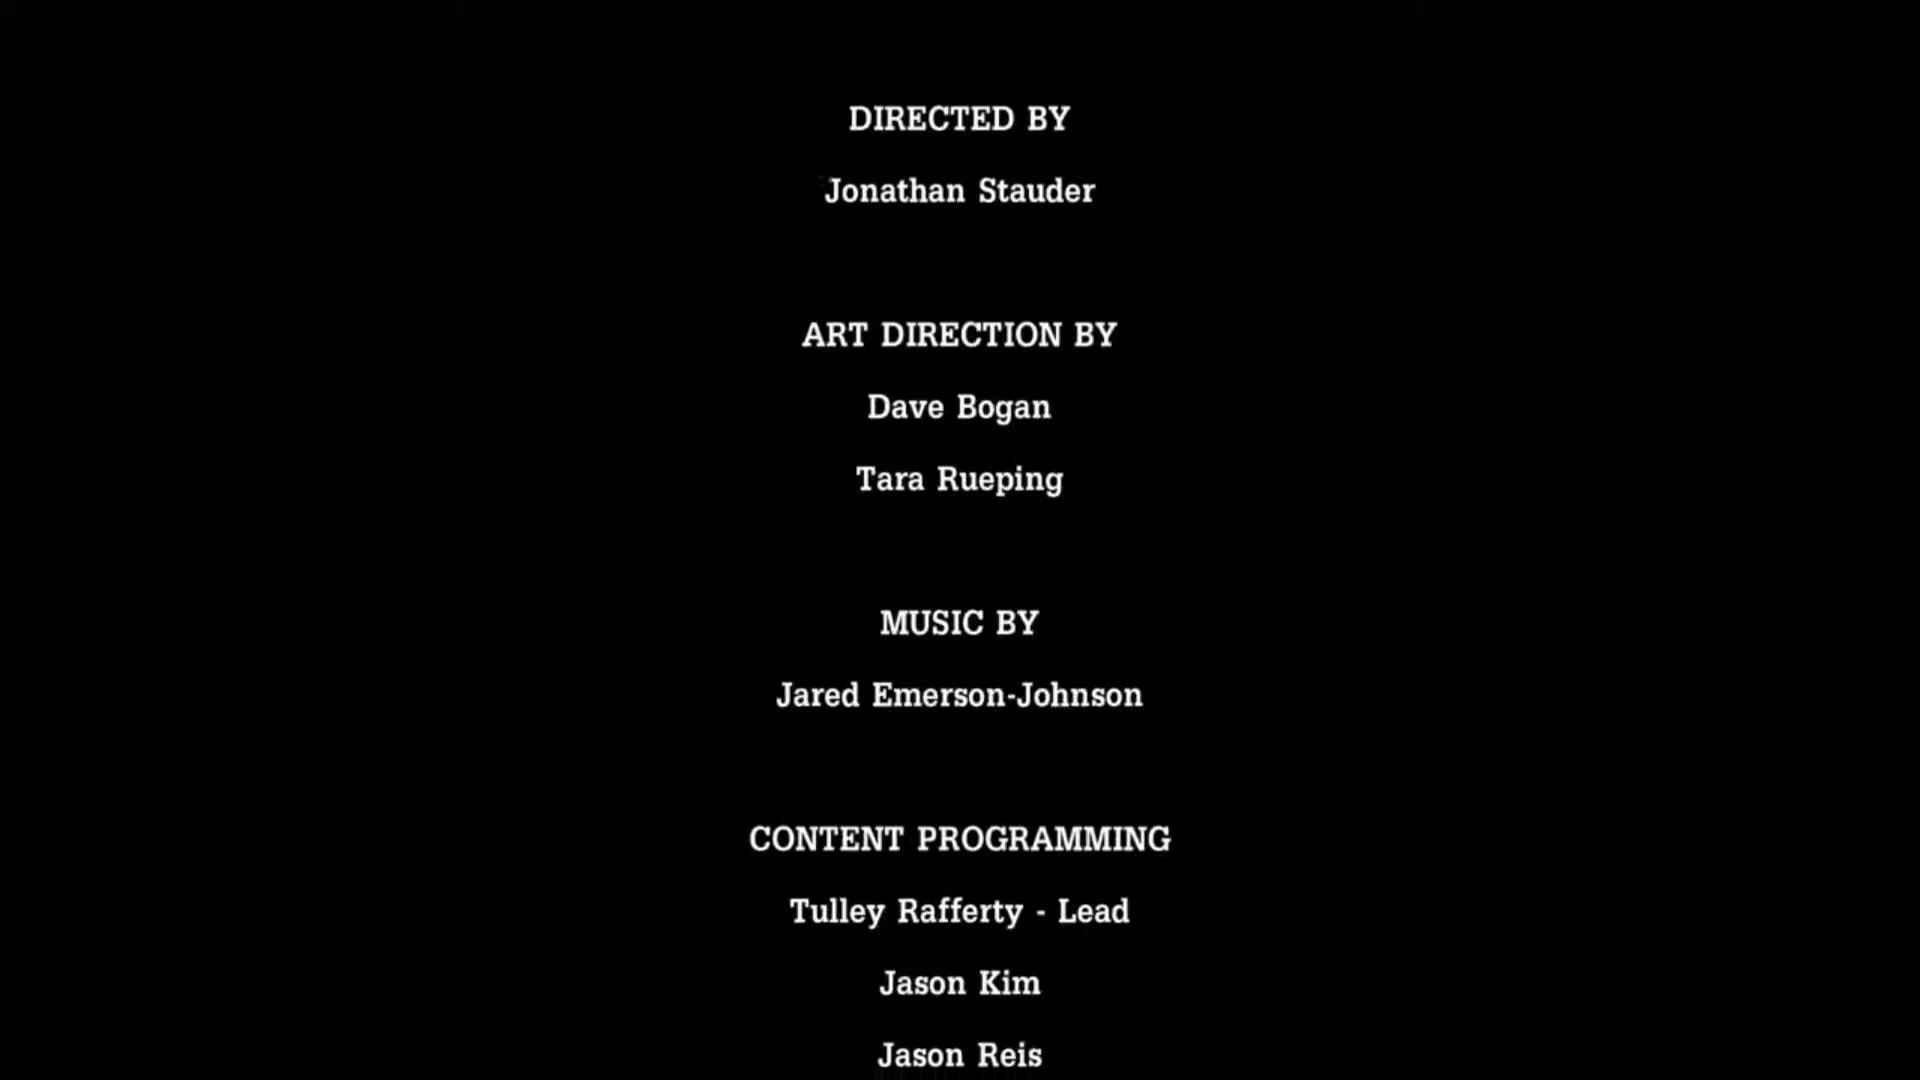 DIRECTED BY
Jonathan Stauder
ART DIRECTION BY
Dave Bogan
Tara Rueping
MUSIC BY
Jared Emerson-Johnson
CONTENT PROGRAMMING
Tulley Rafferty - Lead
Jason Kim
Jason Reis